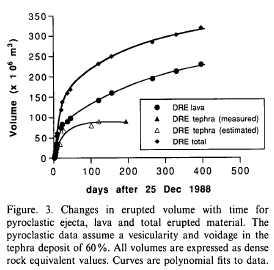 350
300
250
200
150
100
50
0
Volume (x 10⁶ m³)
0 100 200 300 400 500
days after 25 Dec 1988
DRE lava
DRE tephra (measured)
DRE tephra (estimated)
DRE total
Figure. 3. Changes in erupted volume with time for
pyroclastic ejecta, lava and total erupted material. The
pyroclastic data assume a vesicularity and voidage in the
tephra deposit of 60%. All volumes are expressed as dense
rock equivalent values. Curves are polynomial fits to data.